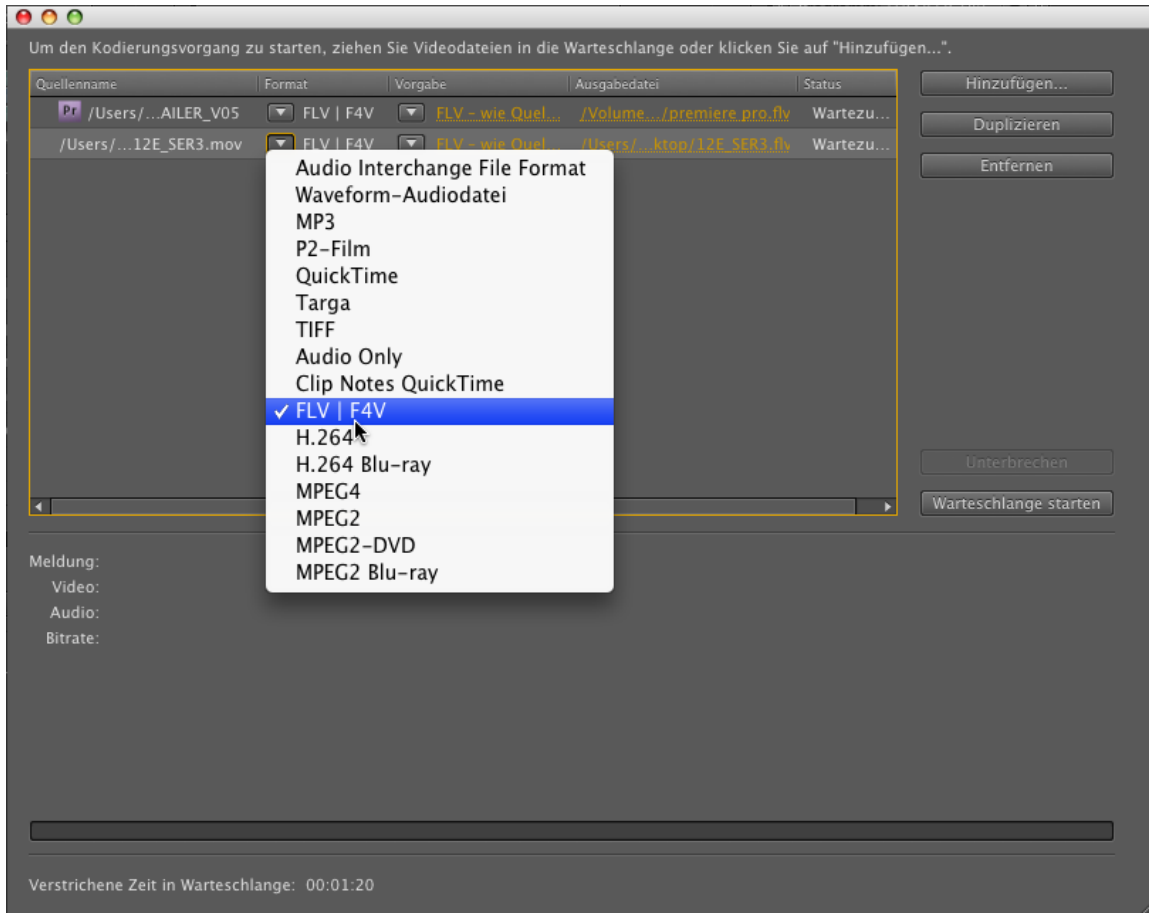 Um den Kodierungsvorgang zu starten, ziehen Sie Videodateien in die Warteschlange oder klicken Sie auf "Hinzufügen...".
Quellenname Format Vorgabe Ausgabedatei Status
Pr /Users/...AILER_V05 FLV | F4V FLV – wie Quel... /Volume.../premiere pro.flv Wartezu...
/Users/...12E_SER3.mov FLV | F4V FLV – wie Quel... /Users/...ktop/12E_SER3.flv Wartezu...
Hinzufügen...
Duplizieren
Entfernen
Audio Interchange File Format
Waveform-Audiodatei
MP3
P2-Film
QuickTime
Targa
TIFF
Audio Only
Clip Notes QuickTime
✓ FLV | F4V
H.264
H.264 Blu-ray
MPEG4
MPEG2
MPEG2-DVD
MPEG2 Blu-ray
Unterbrechen
Warteschlange starten
Meldung:
Video:
Audio:
Bitrate:
Verstrichene Zeit in Warteschlange: 00:01:20